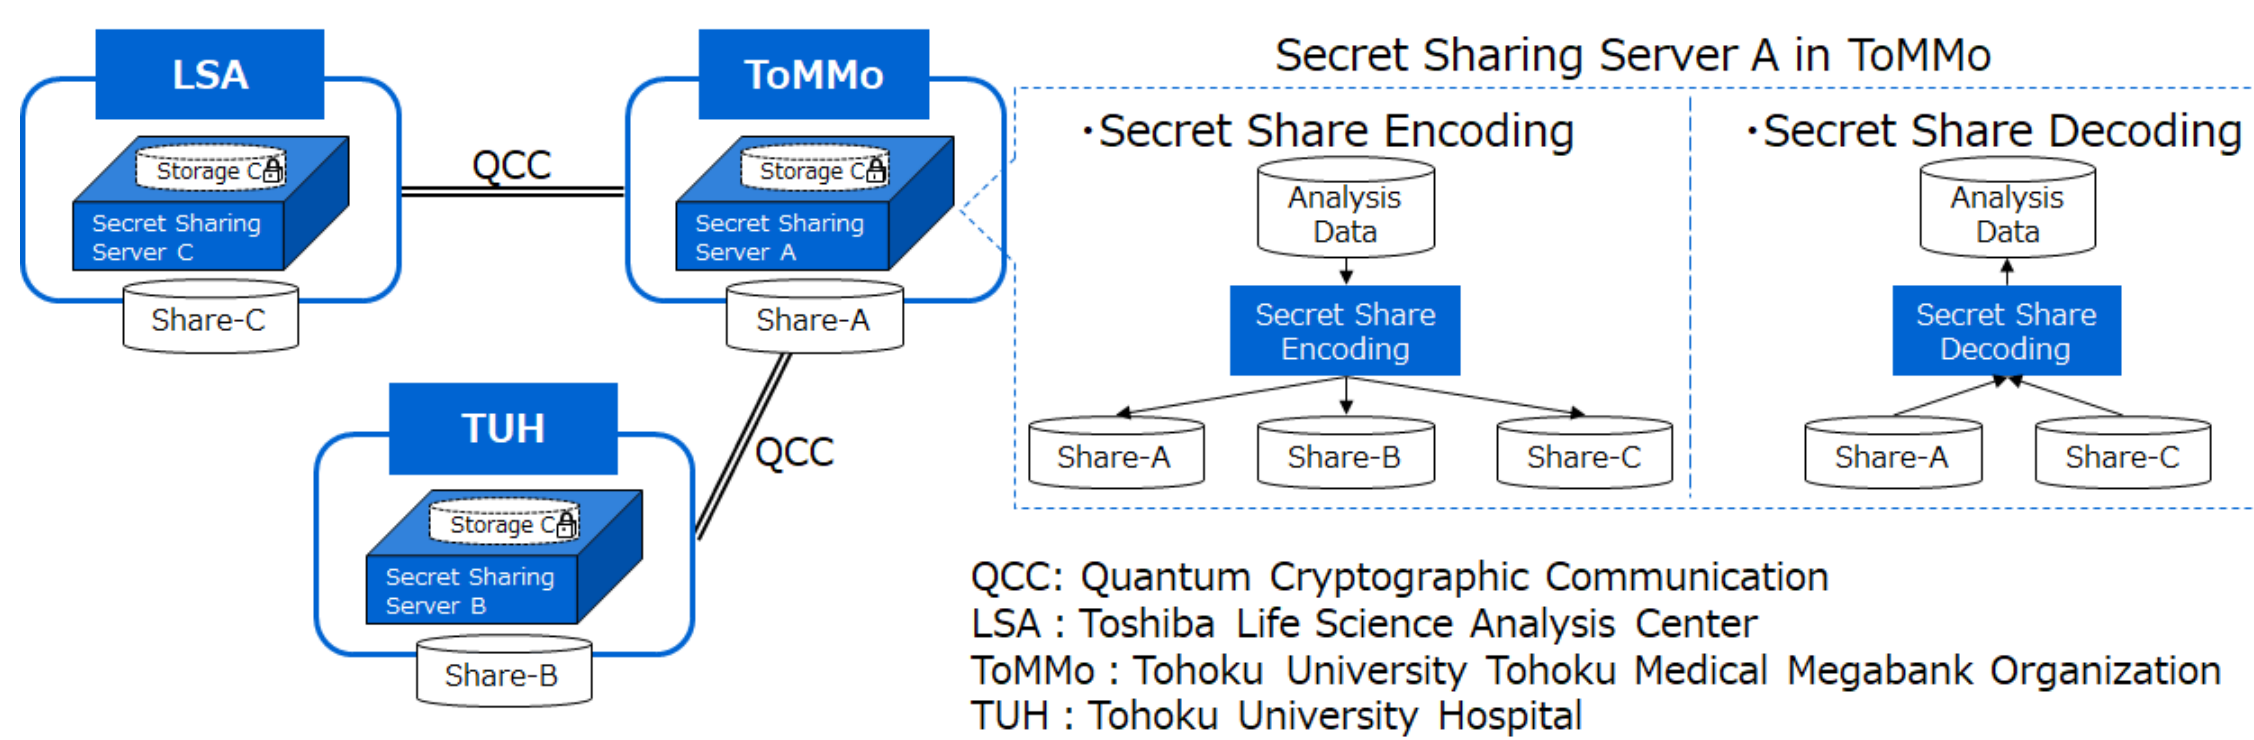 LSA
Storage C
Secret Sharing
Server C
Share-C
QCC
ToMMo
Storage C
Secret Sharing
Server A
Share-A
QCC
TUH
Storage C
Secret Sharing
Server B
Share-B
Secret Sharing Server A in ToMMo
・Secret Share Encoding
Analysis
Data
Secret Share
Encoding
Share-A
Share-B
Share-C
・Secret Share Decoding
Analysis
Data
Secret Share
Decoding
Share-A
Share-C
QCC: Quantum Cryptographic Communication
LSA : Toshiba Life Science Analysis Center
ToMMo : Tohoku University Tohoku Medical Megabank Organization
TUH : Tohoku University Hospital